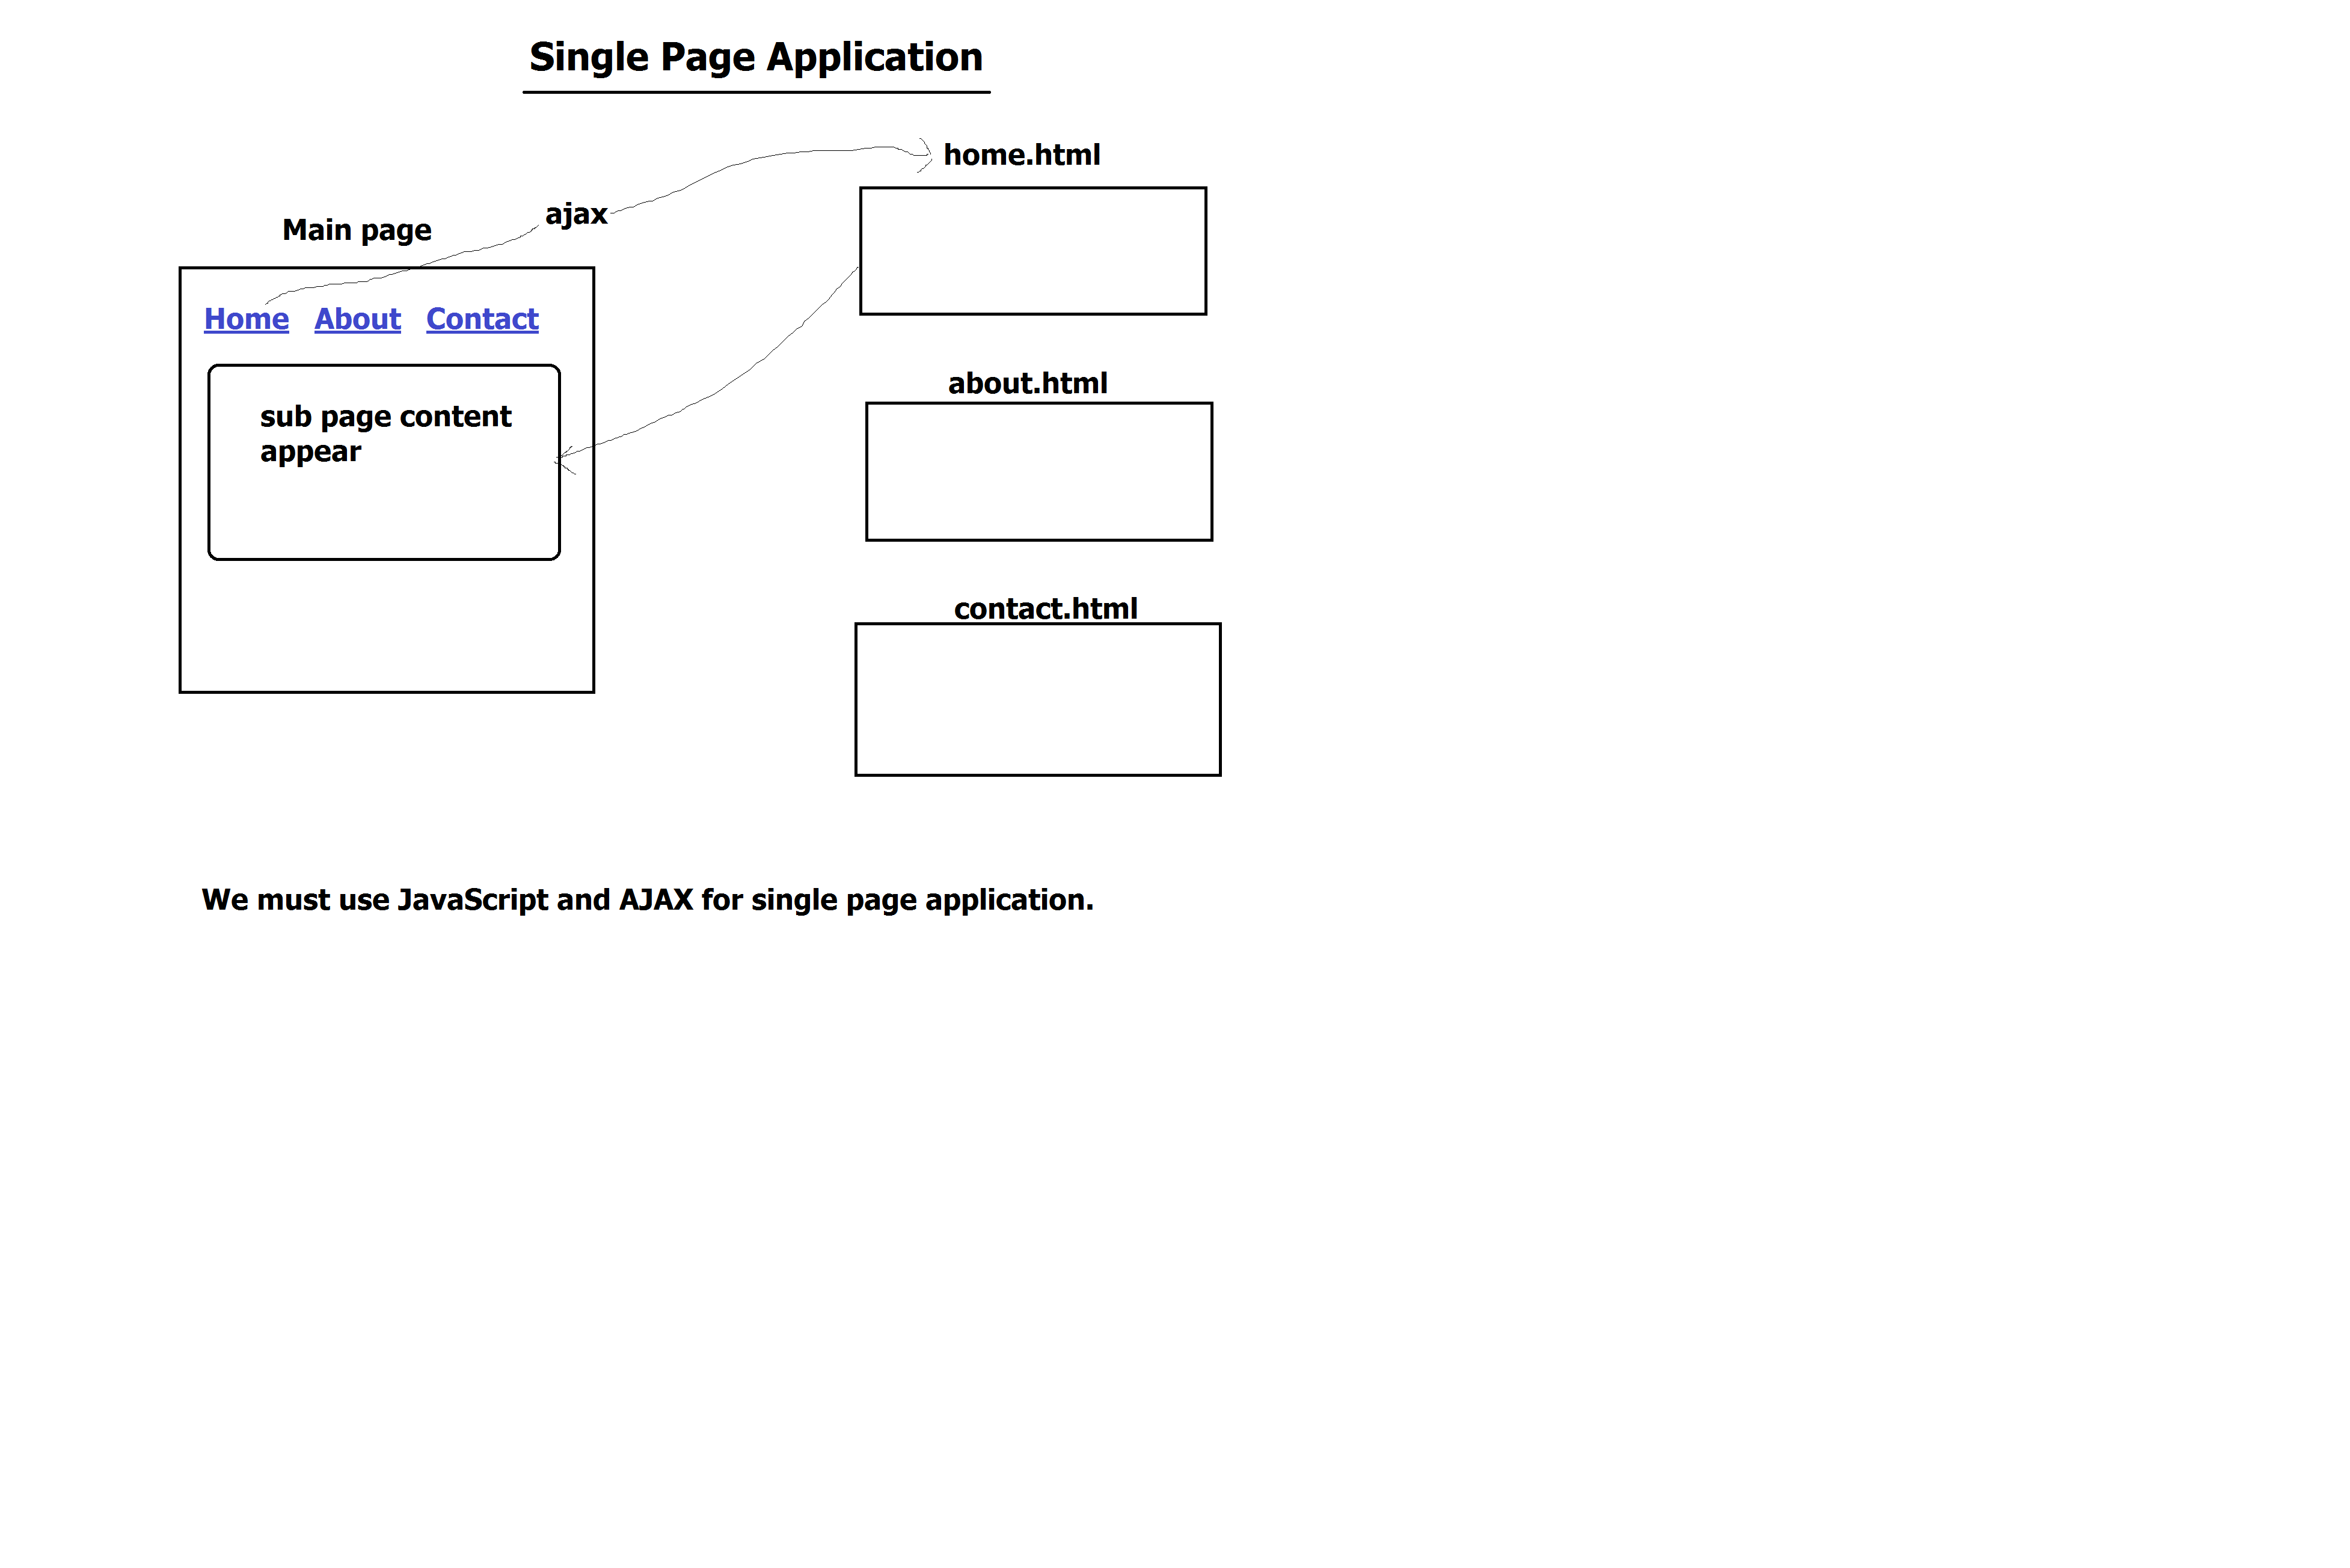 Single Page Application
home.html
ajax
Main page
Home About Contact
sub page content
appear
about.html
contact.html
We must use JavaScript and AJAX for single page application.